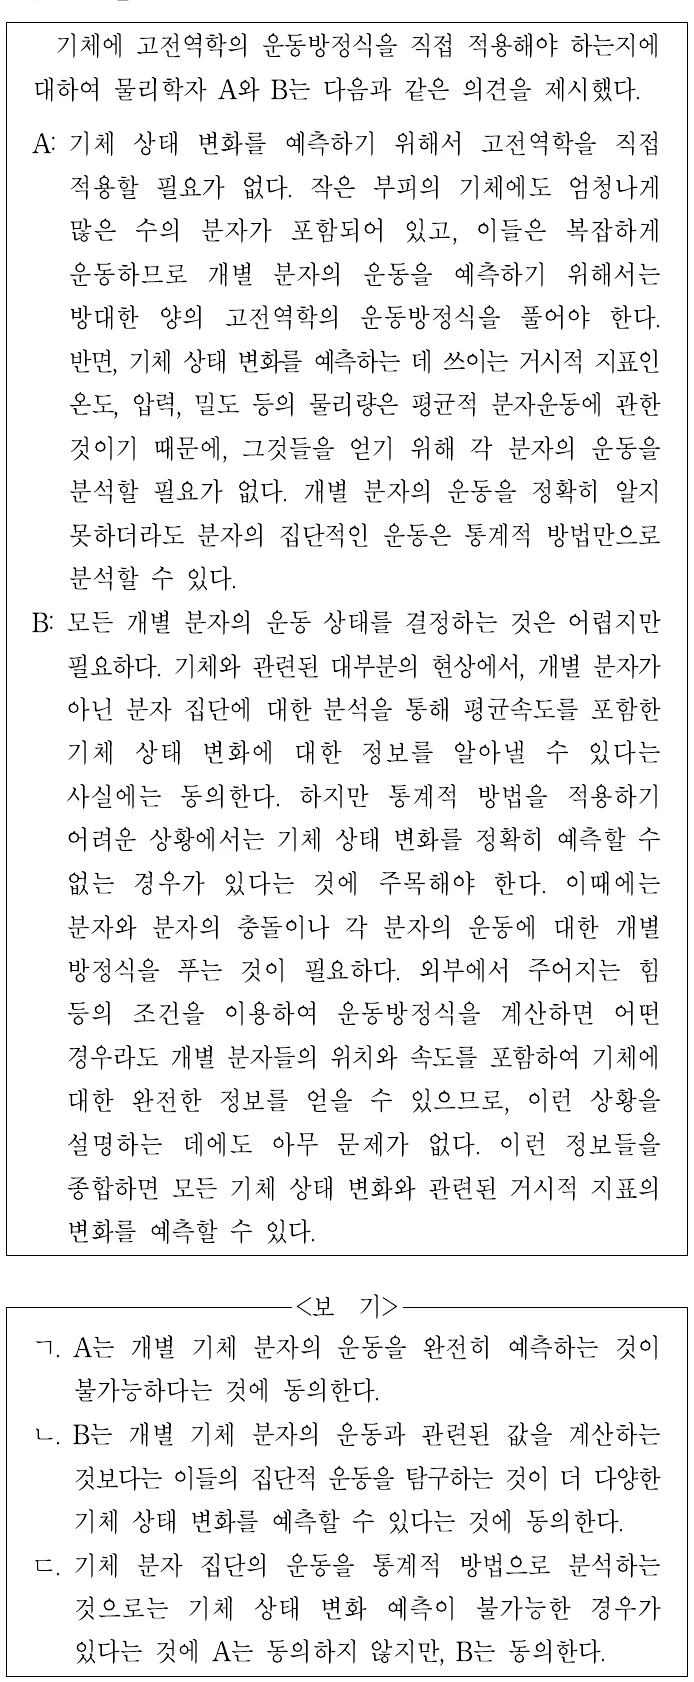 기체에 고전역학의 운동방정식을 직접 적용해야 하는지에
대하여 물리학자 A와 B는 다음과 같은 의견을 제시했다.
A: 기체 상태 변화를 예측하기 위해서 고전역학을 직접
적용할 필요가 없다. 작은 부피의 기체에도 엄청나게
많은 수의 분자가 포함되어 있고, 이들은 복잡하게
운동하므로 개별 분자의 운동을 예측하기 위해서는
방대한 양의 고전역학의 운동방정식을 풀어야 한다.
반면, 기체 상태 변화를 예측하는 데 쓰이는 거시적 지표인
온도, 압력, 밀도 등의 물리량은 평균적 분자운동에 관한
것이기 때문에, 그것들을 얻기 위해 각 분자의 운동을
분석할 필요가 없다. 개별 분자의 운동을 정확히 알지
못하더라도 분자의 집단적인 운동은 통계적 방법만으로
분석할 수 있다.
B: 모든 개별 분자의 운동 상태를 결정하는 것은 어렵지만
필요하다. 기체와 관련된 대부분의 현상에서, 개별 분자가
아닌 분자 집단에 대한 분석을 통해 평균속도를 포함한
기체 상태 변화에 대한 정보를 알아낼 수 있다는
사실에는 동의한다. 하지만 통계적 방법을 적용하기
어려운 상황에서는 기체 상태 변화를 정확히 예측할 수
없는 경우가 있다는 것에 주목해야 한다. 이때에는
분자와 분자의 충돌이나 각 분자의 운동에 대한 개별
방정식을 푸는 것이 필요하다. 외부에서 주어지는 힘
등의 조건을 이용하여 운동방정식을 계산하면 어떤
경우라도 개별 분자들의 위치와 속도를 포함하여 기체에
대한 완전한 정보를 얻을 수 있으므로, 이런 상황을
설명하는 데에도 아무 문제가 없다. 이런 정보들을
종합하면 모든 기체 상태 변화와 관련된 거시적 지표의
변화를 예측할 수 있다.
<보 기>
ㄱ. A는 개별 기체 분자의 운동을 완전히 예측하는 것이
불가능하다는 것에 동의한다.
ㄴ. B는 개별 기체 분자의 운동과 관련된 값을 계산하는
것보다는 이들의 집단적 운동을 탐구하는 것이 더 다양한
기체 상태 변화를 예측할 수 있다는 것에 동의한다.
ㄷ. 기체 분자 집단의 운동을 통계적 방법으로 분석하는
것으로는 기체 상태 변화 예측이 불가능한 경우가
있다는 것에 A는 동의하지 않지만, B는 동의한다.